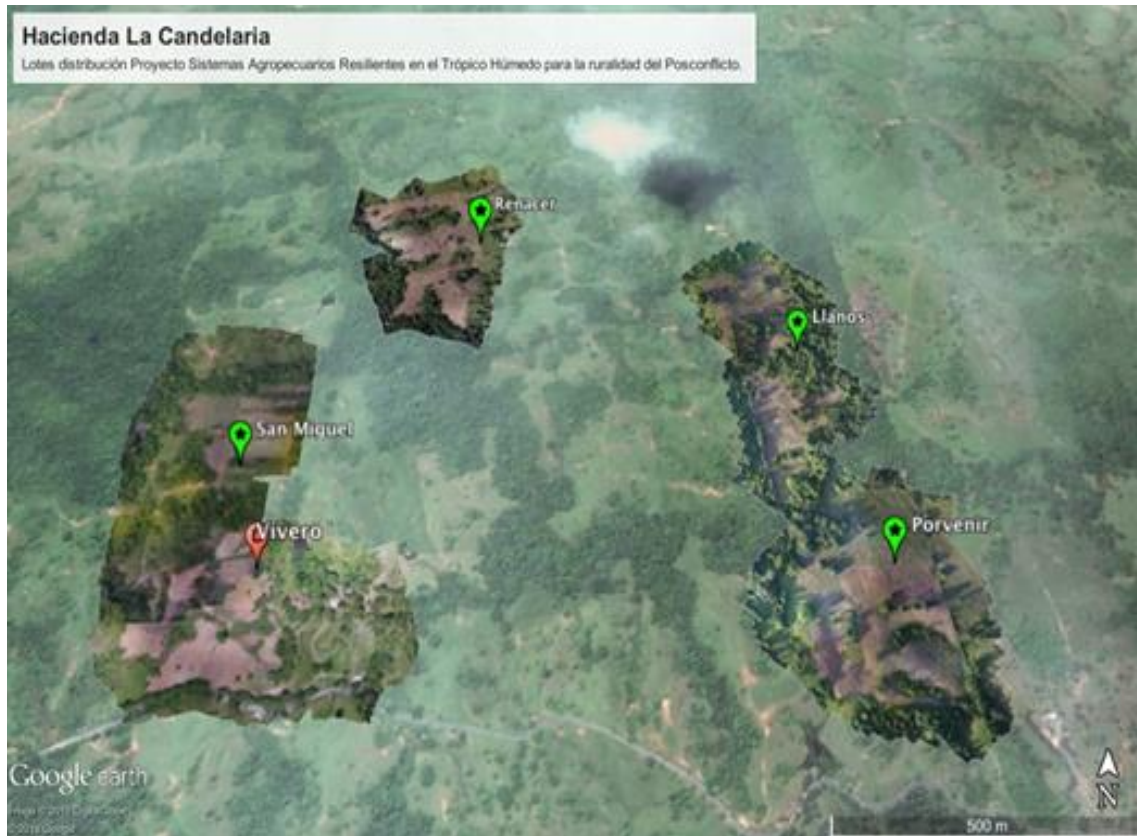 Hacienda La Candelaria
Lotes distribución Proyecto Sistemas Agropecuarios Resilientes en el Trópico Húmedo para la ruralidad del Posconflicto.
Renacer
Llanos
San Miguel
Vivero
Porvenir
Google earth
N
500 m